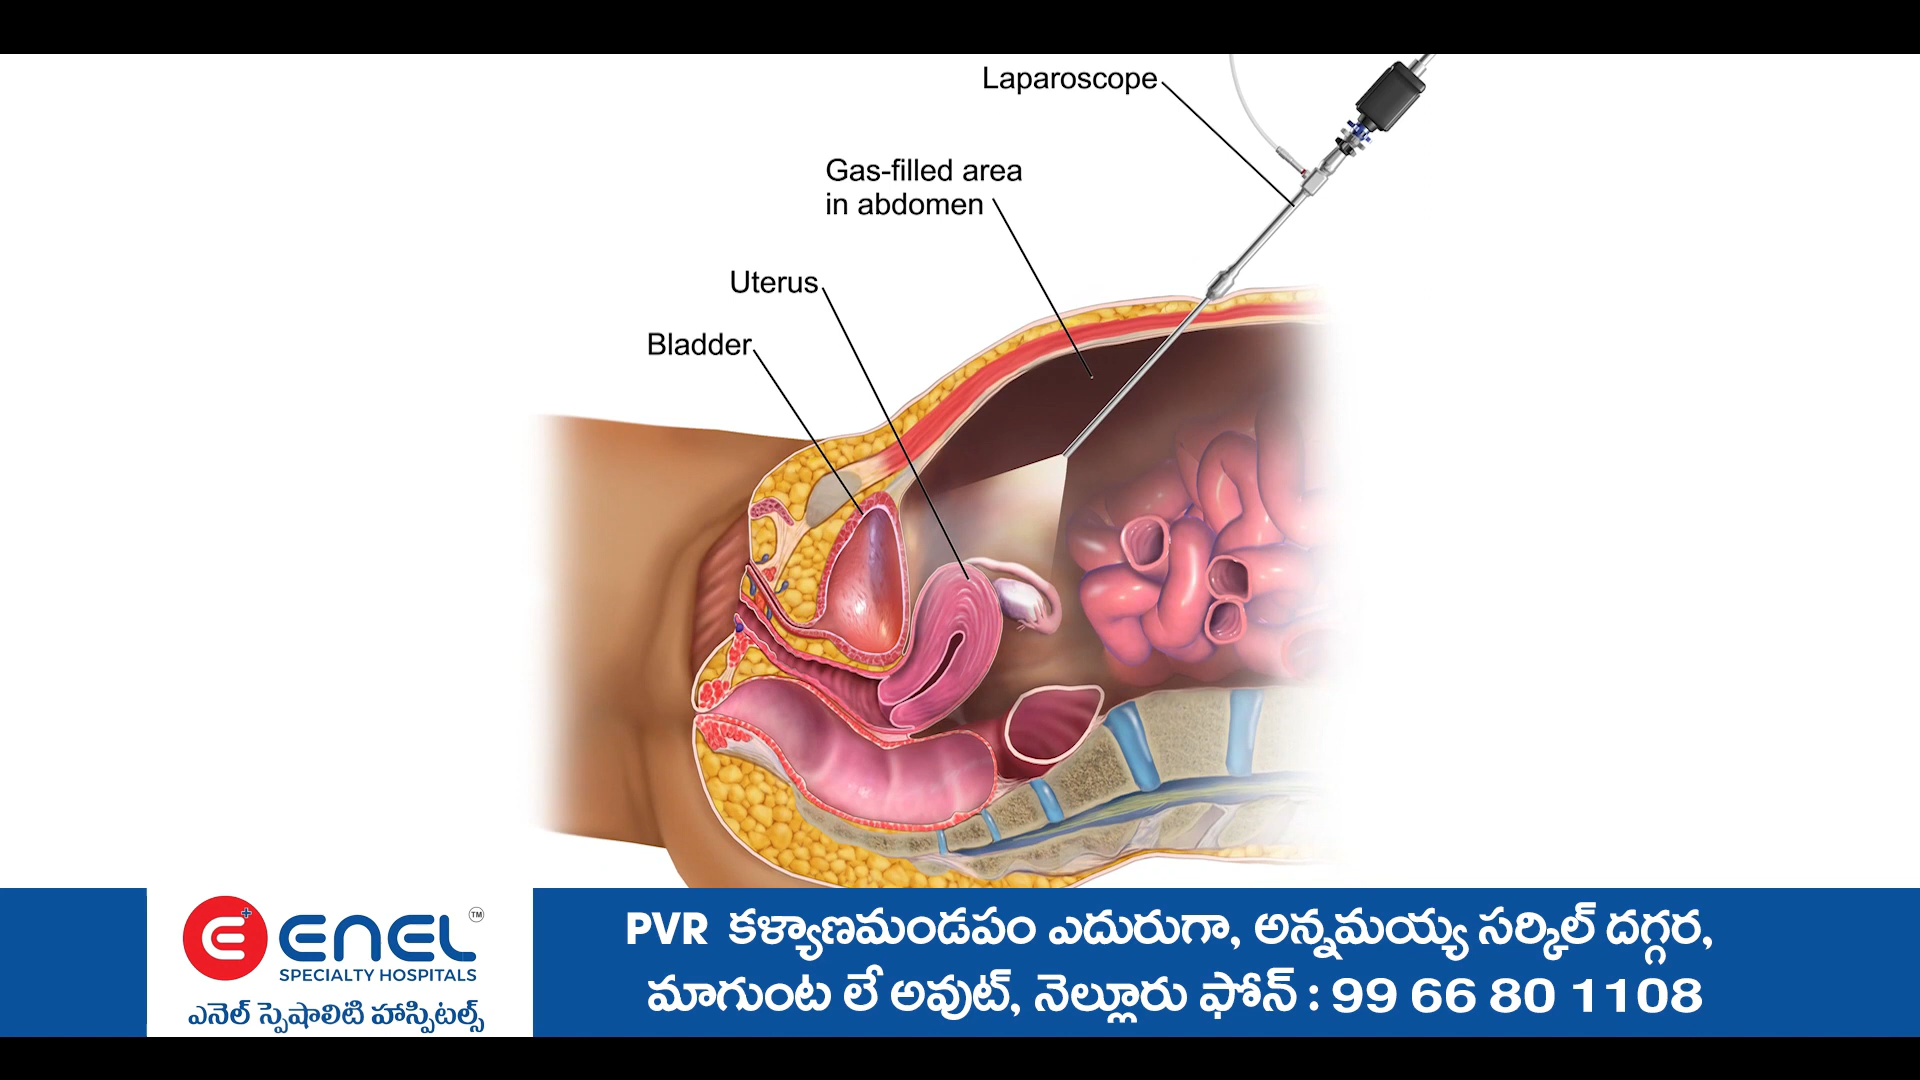 Laparoscope
Gas-filled area
in abdomen
Uterus
Bladder
ENEL™
SPECIALTY HOSPITALS
ఎనెల్ స్పెషాలిటి హాస్పిటల్స్
PVR కళ్యాణమండపం ఎదురుగా, అన్నమయ్య సర్కిల్ దగ్గర,
మాగుంట లే అవుట్, నెల్లూరు ఫోన్ : 99 66 80 1108